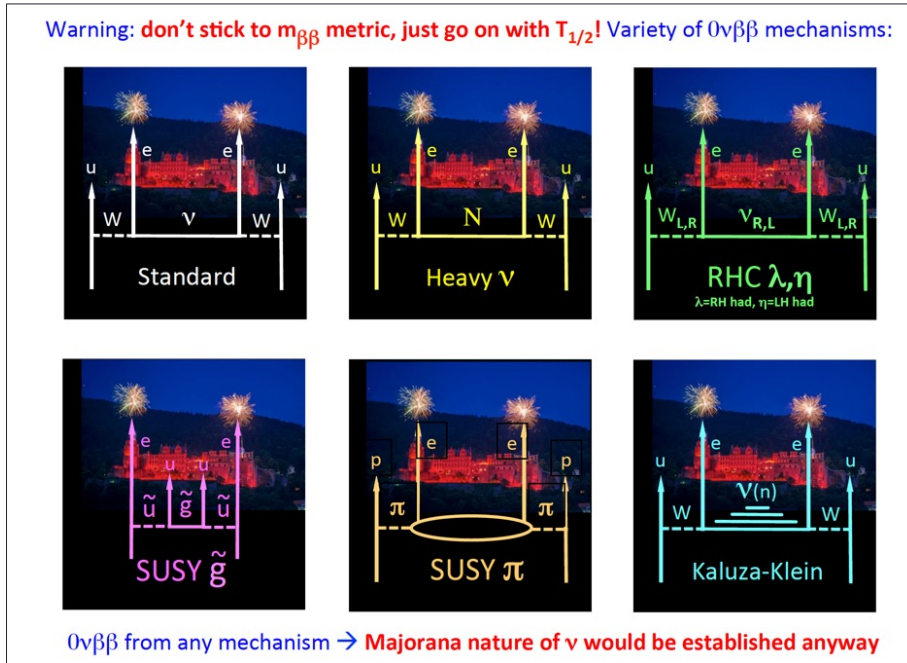 Warning: don't stick to mββ metric, just go on with T1/2! Variety of 0νββ mechanisms:
e e
u u
W ν W
Standard
e e
u u
W N W
Heavy ν
e e
u u
WL,R νR,L WL,R
RHC λ,η
λ=RH had, η=LH had
e e
u u
ũ g̃ ũ
SUSY g̃
e e
p p
π π
SUSY π
e e
u u
ν(n)
W W
Kaluza-Klein
0νββ from any mechanism → Majorana nature of ν would be established anyway